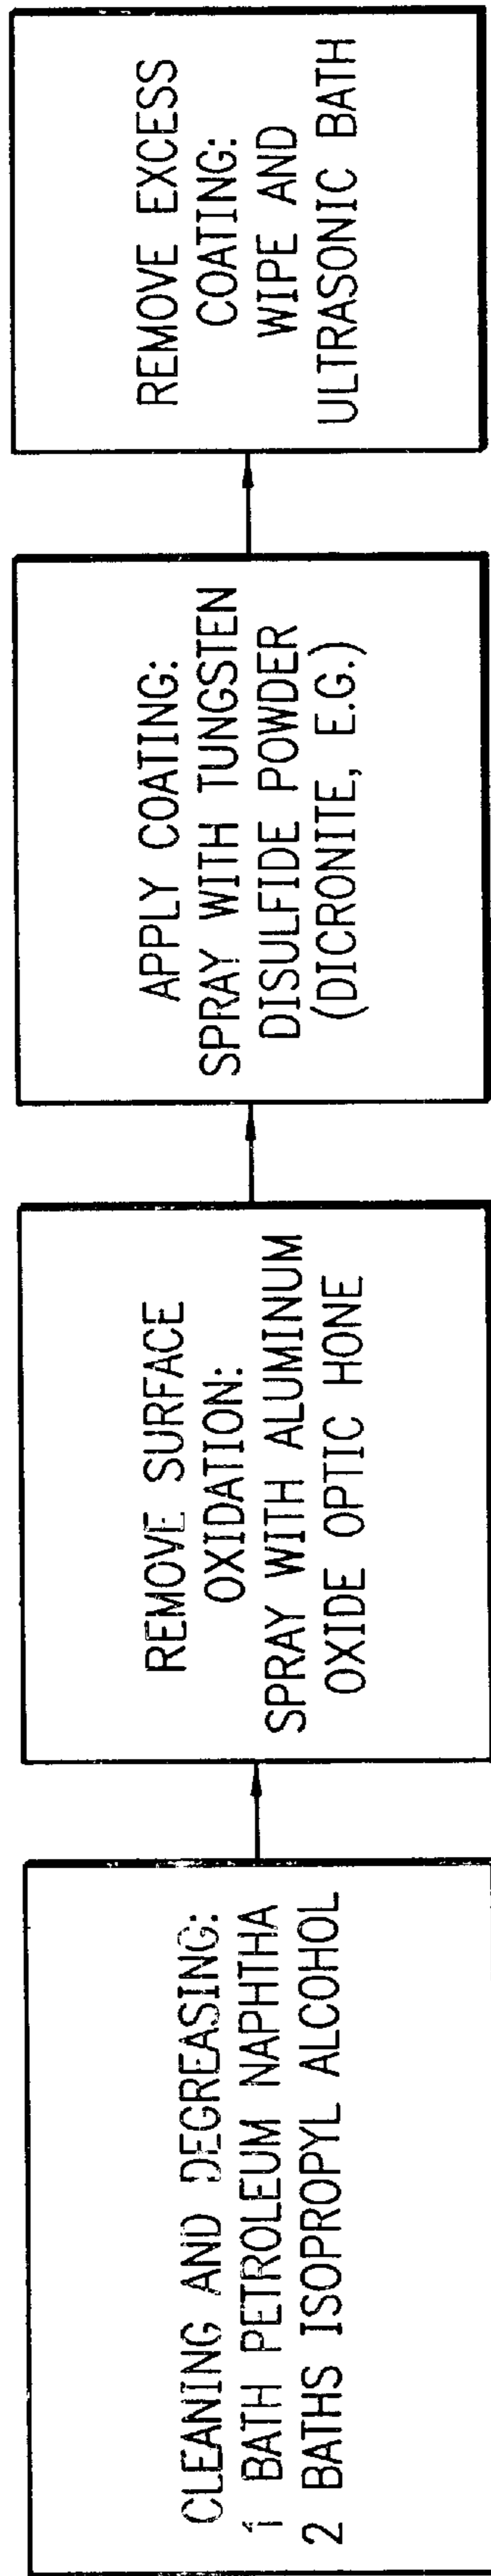 CLEANING AND DEGREASING:
1 BATH PETROLEUM NAPHTHA
2 BATHS ISOPROPYL ALCOHOL
REMOVE SURFACE
OXIDATION:
SPRAY WITH ALUMINUM
OXIDE OPTIC HONE
APPLY COATING:
SPRAY WITH TUNGSTEN
DISULFIDE POWDER
(DICRONITE, E.G.)
REMOVE EXCESS
COATING:
WIPE AND
ULTRASONIC BATH